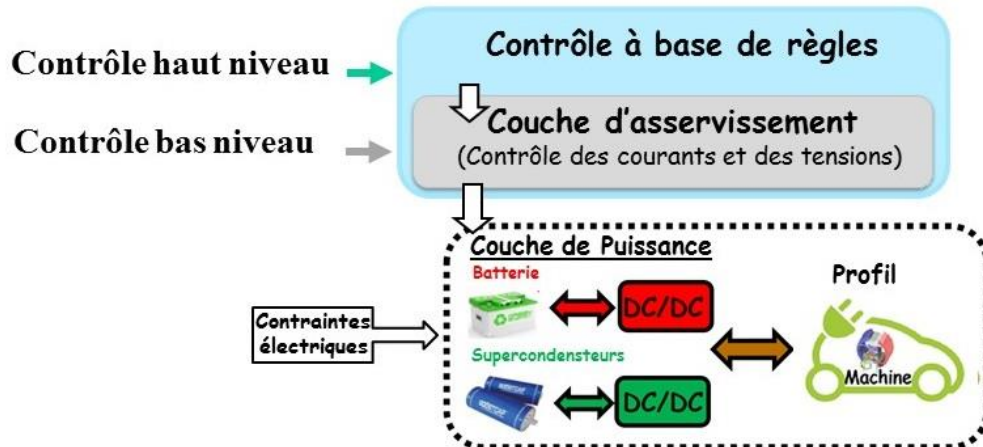 Contrôle à base de règles
Contrôle haut niveau
Couche d'asservissement
Contrôle bas niveau
(Contrôle des courants et des tensions)
Couche de Puissance
Batterie
Profil
DC/DC
Contraintes
électriques
Supercondensteurs
Machine
DC/DC